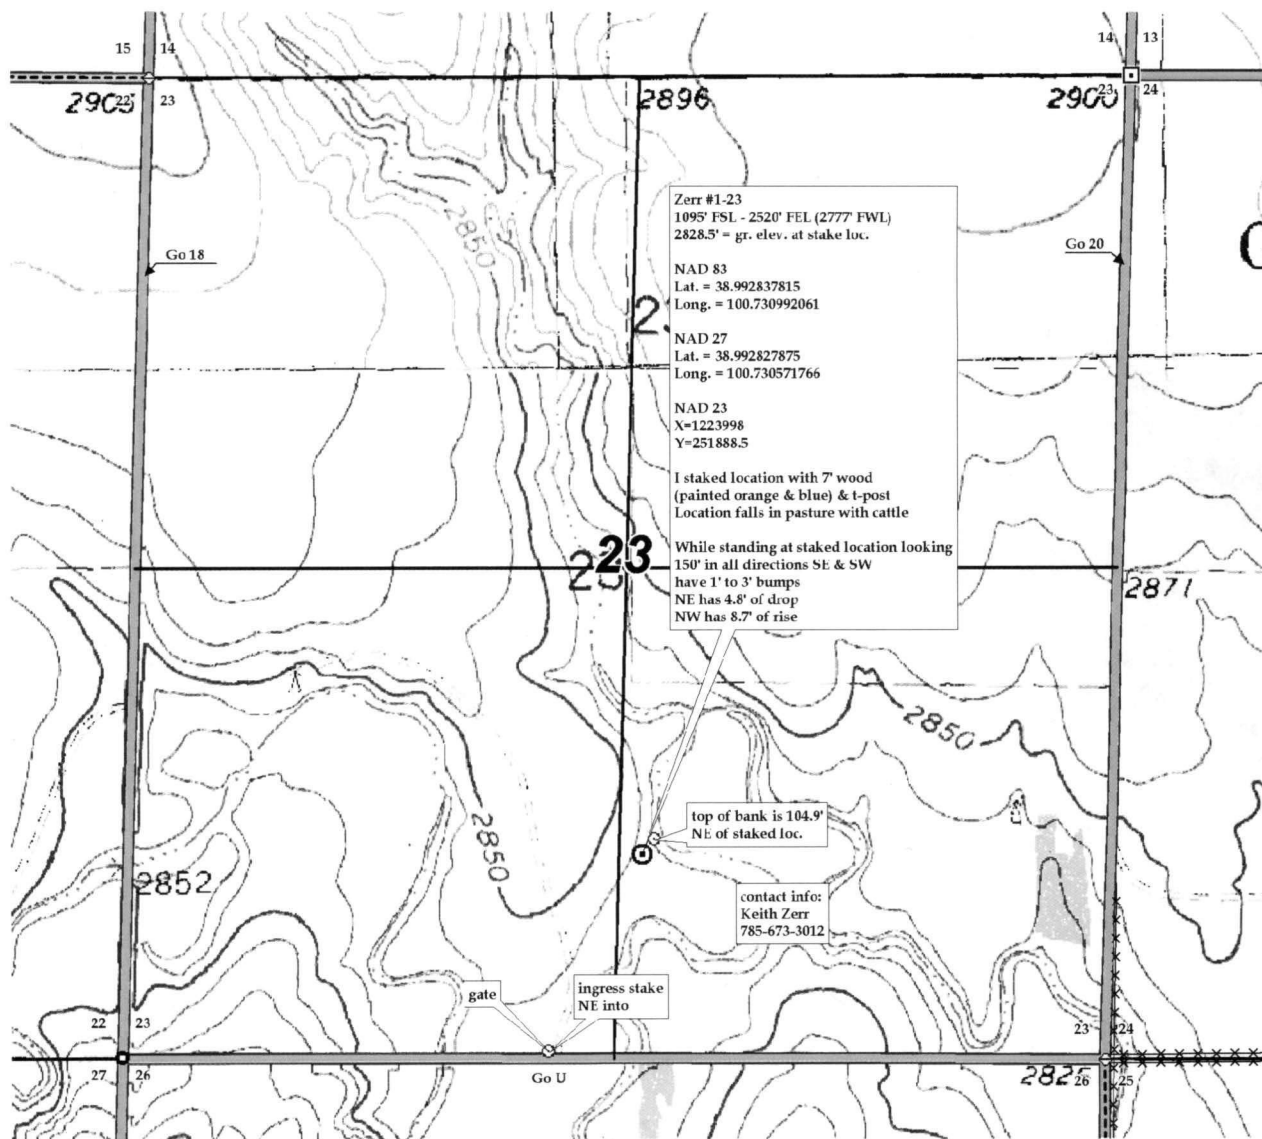 15 14
14 13
2905
22 23
2896
2900
23 24
Zerr #1-23
1095' FSL - 2520' FEL (2777' FWL)
2828.5' = gr. elev. at stake loc.
NAD 83
Lat. = 38.992837815
Long. = 100.730992061
NAD 27
Lat. = 38.992827875
Long. = 100.730571766
NAD 23
X=1223998
Y=251888.5
I staked location with 7' wood
(painted orange & blue) & t-post
Location falls in pasture with cattle
While standing at staked location looking
150' in all directions SE & SW
have 1' to 3' bumps
NE has 4.8' of drop
NW has 8.7' of rise
2850
Go 18
Go 20
23
2871
2850
2850
top of bank is 104.9'
NE of staked loc.
2852
contact info:
Keith Zerr
785-673-3012
gate
ingress stake
NE into
22 23
23 24
27 26
Go U
26 25